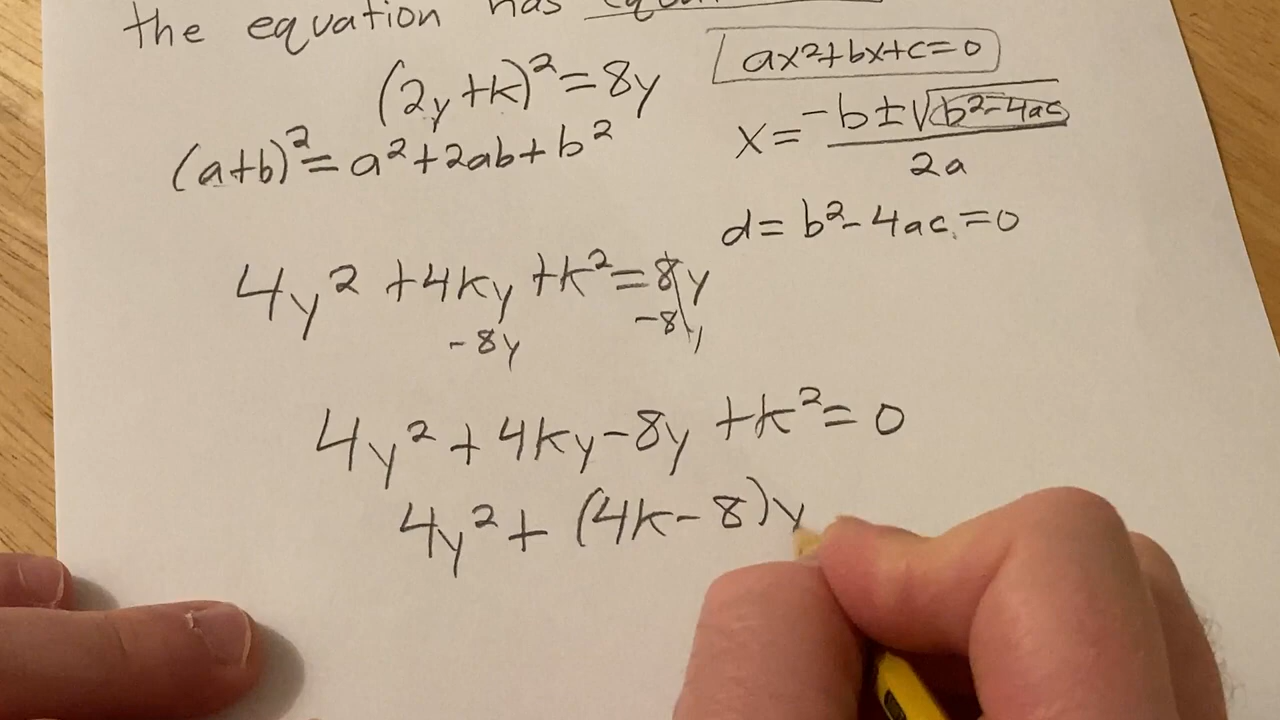 the equation has
(2y+k)²=8y
ax²+bx+c=0
(a+b)²=a²+2ab+b²
x=-b±√b²-4ac
2a
d=b²-4ac=0
4y²+4ky+k²=8y
-8y -8y
4y²+4ky-8y+k²=0
4y²+(4k-8)y